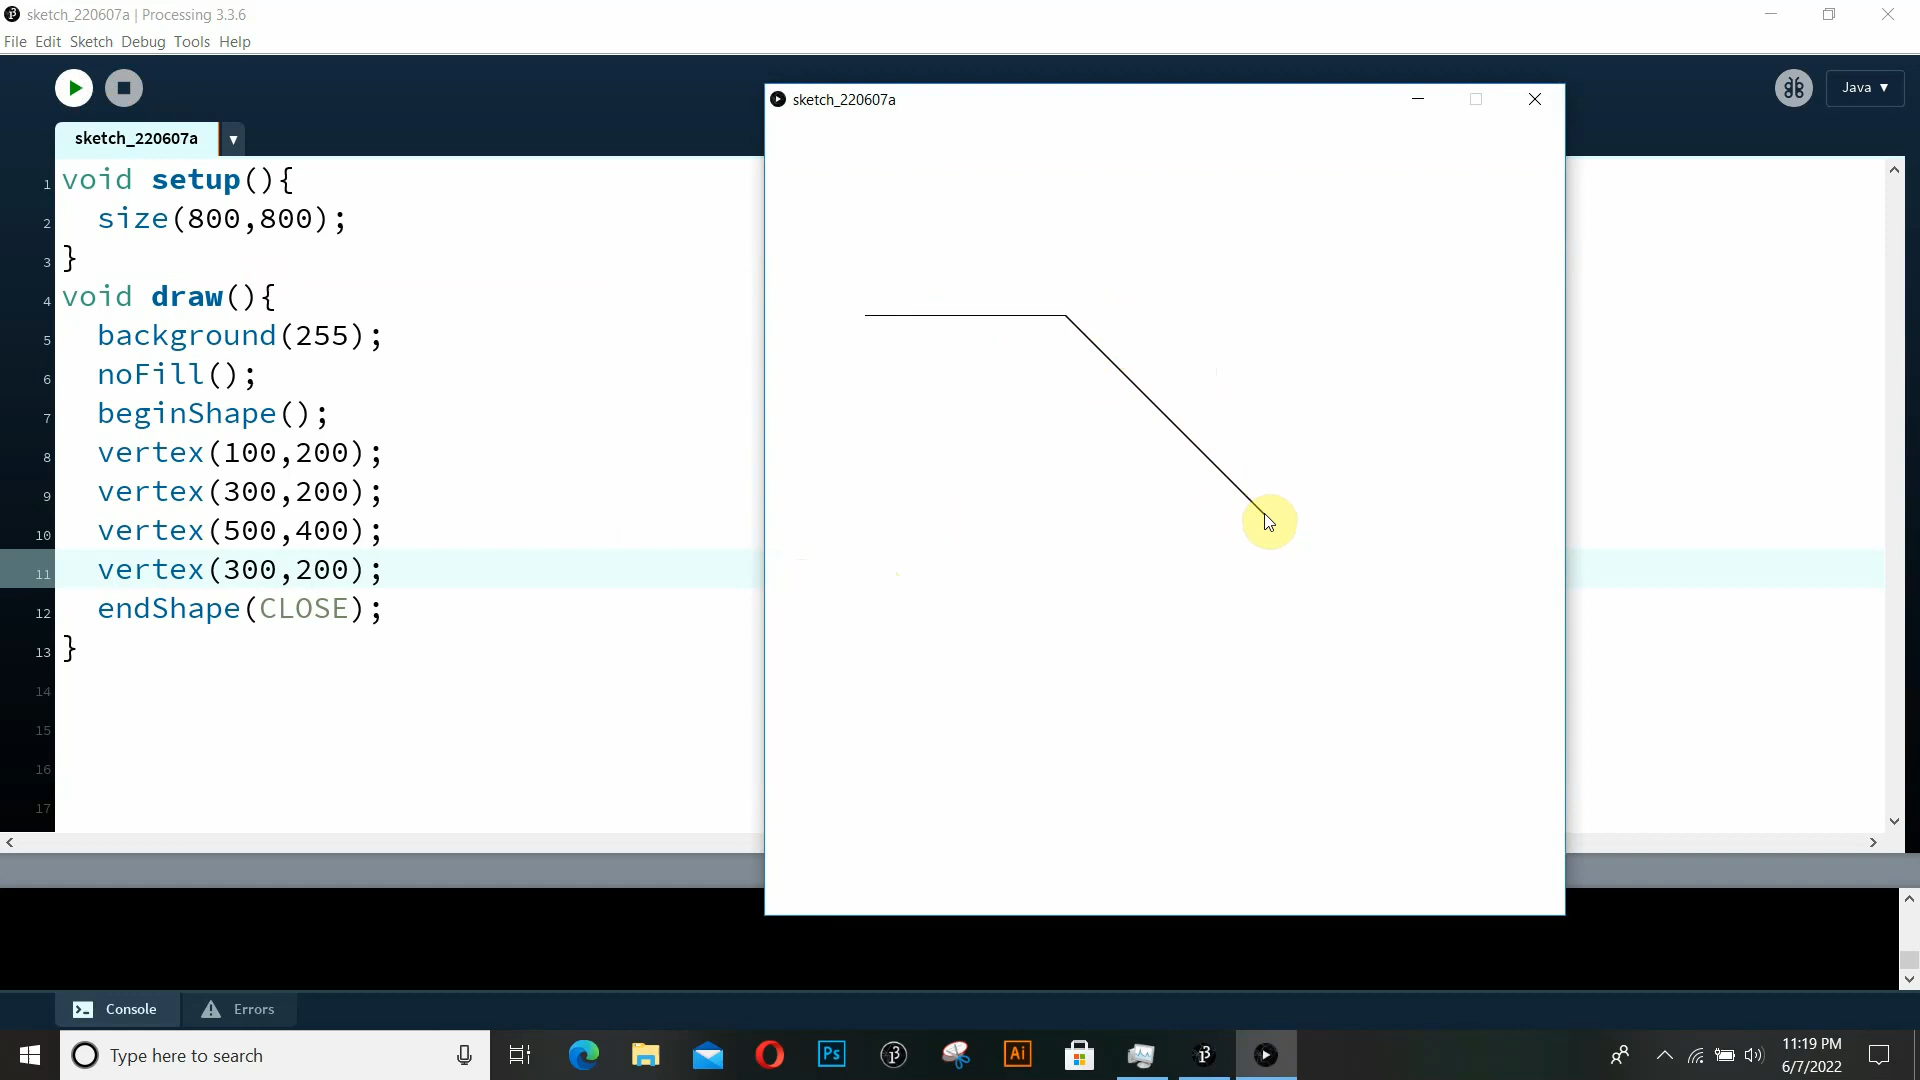 sketch_220607a | Processing 3.3.6
File Edit Sketch Debug Tools Help
Java ▼
sketch_220607a ▼
sketch_220607a
1 void setup(){
2 size(800,800);
3 }
4 void draw(){
5 background(255);
6 noFill();
7 beginShape();
8 vertex(100,200);
9 vertex(300,200);
10 vertex(500,400);
11 vertex(300,200);
12 endShape(CLOSE);
13 }
14
15
16
17
Console Errors
Type here to search
Ps
Ai
11:19 PM
6/7/2022